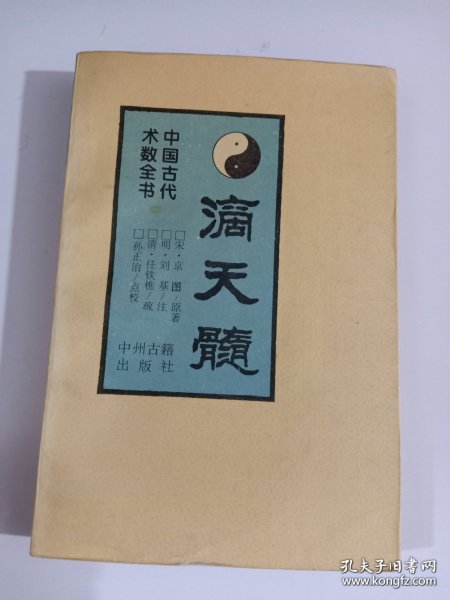 滴天髓
中国古代
术数全书
□宋·京 图 原著
□明·刘 基/注
□清·任铁樵/疏
□孙正治/点校
中州古籍
出版社
孔夫子旧书网
www.kongfz.com